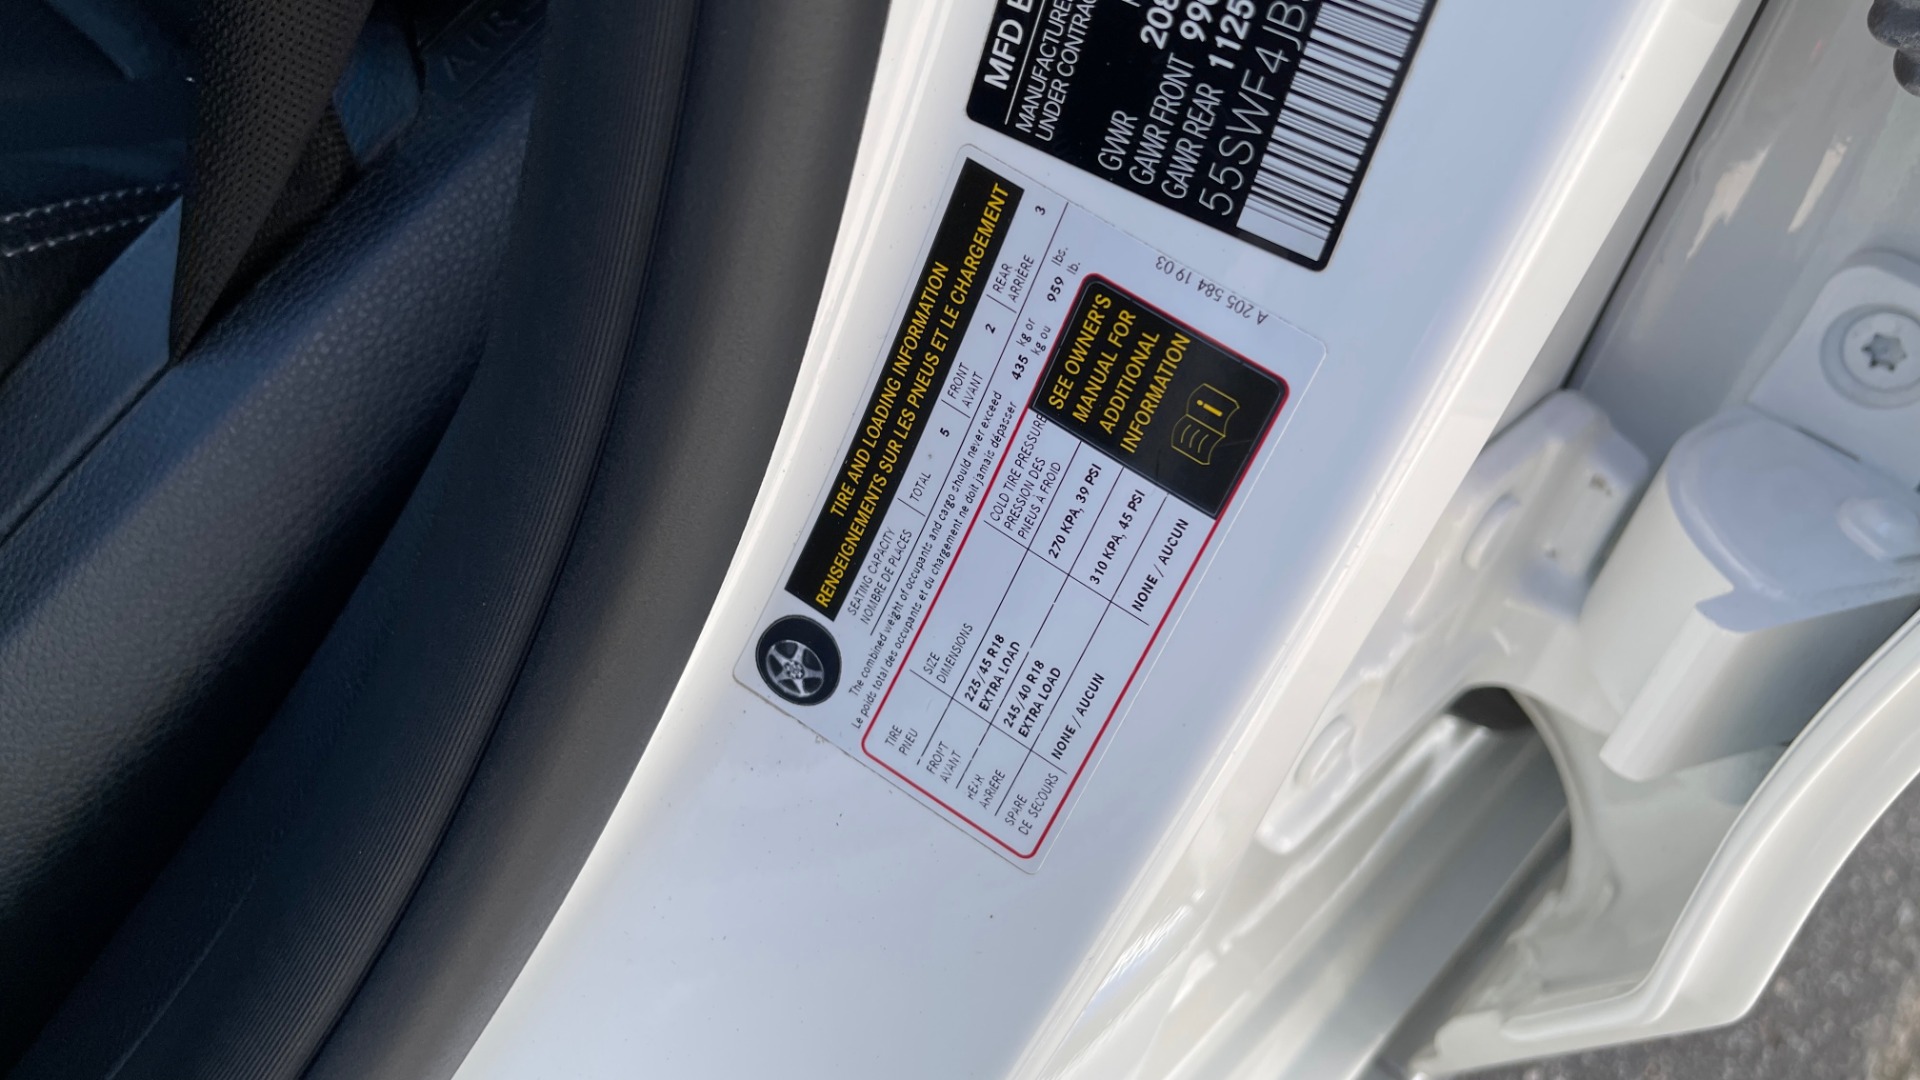 AIR
MFD
MANUFACTURE
UNDER CONTRA
GVWR 208
GAWR FRONT 99
GAWR REAR 1125
55SWF4JB
TIRE AND LOADING INFORMATION
RENSEIGNEMENTS SUR LES PNEUS ET LE CHARGEMENT
SEATING CAPACITY
NOMBRE DE PLACES
TOTAL 5
FRONT
AVANT 2
REAR
ARRIÈRE 3
The combined weight of occupants and cargo should never exceed 435 kg or 959 lbs.
Le poids total des occupants et du chargement ne doit jamais dépasser kg ou lb.
TIRE
PNEU
SIZE
DIMENSIONS
COLD TIRE PRESSURE
PRESSION DES
PNEUS À FROID
FRONT
AVANT
225/45 R18
EXTRA LOAD
270 KPA, 39 PSI
REAR
ARRIERE
245/40 R18
EXTRA LOAD
310 KPA, 45 PSI
SPARE
DE SECOURS
NONE / AUCUN
NONE / AUCUN
SEE OWNER'S
MANUAL FOR
ADDITIONAL
INFORMATION
i
A 205 584 19 03